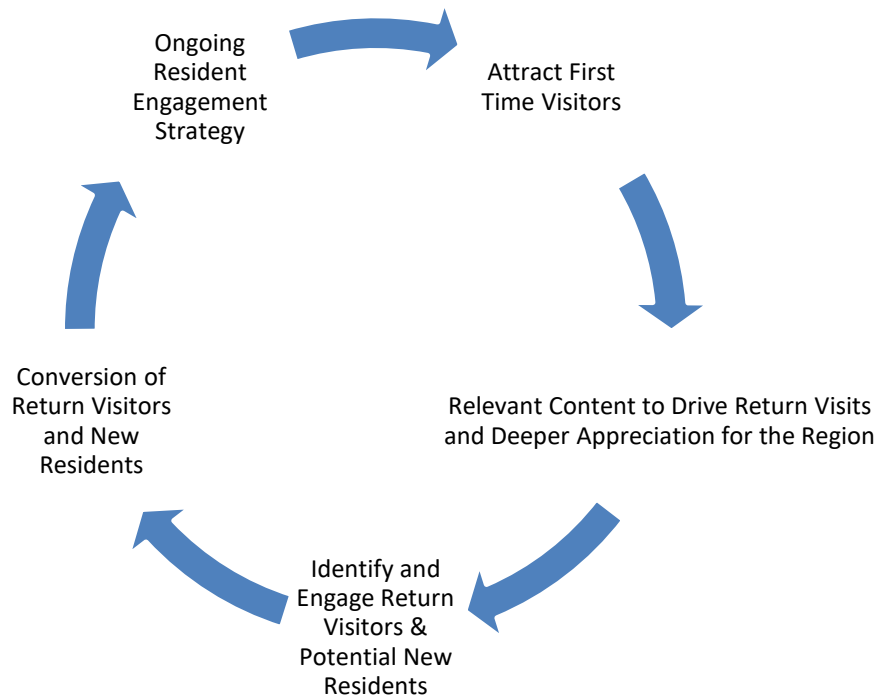 Ongoing
Resident
Engagement
Strategy
Attract First
Time Visitors
Relevant Content to Drive Return Visits
and Deeper Appreciation for the Region
Identify and
Engage Return
Visitors &
Potential New
Residents
Conversion of
Return Visitors
and New
Residents